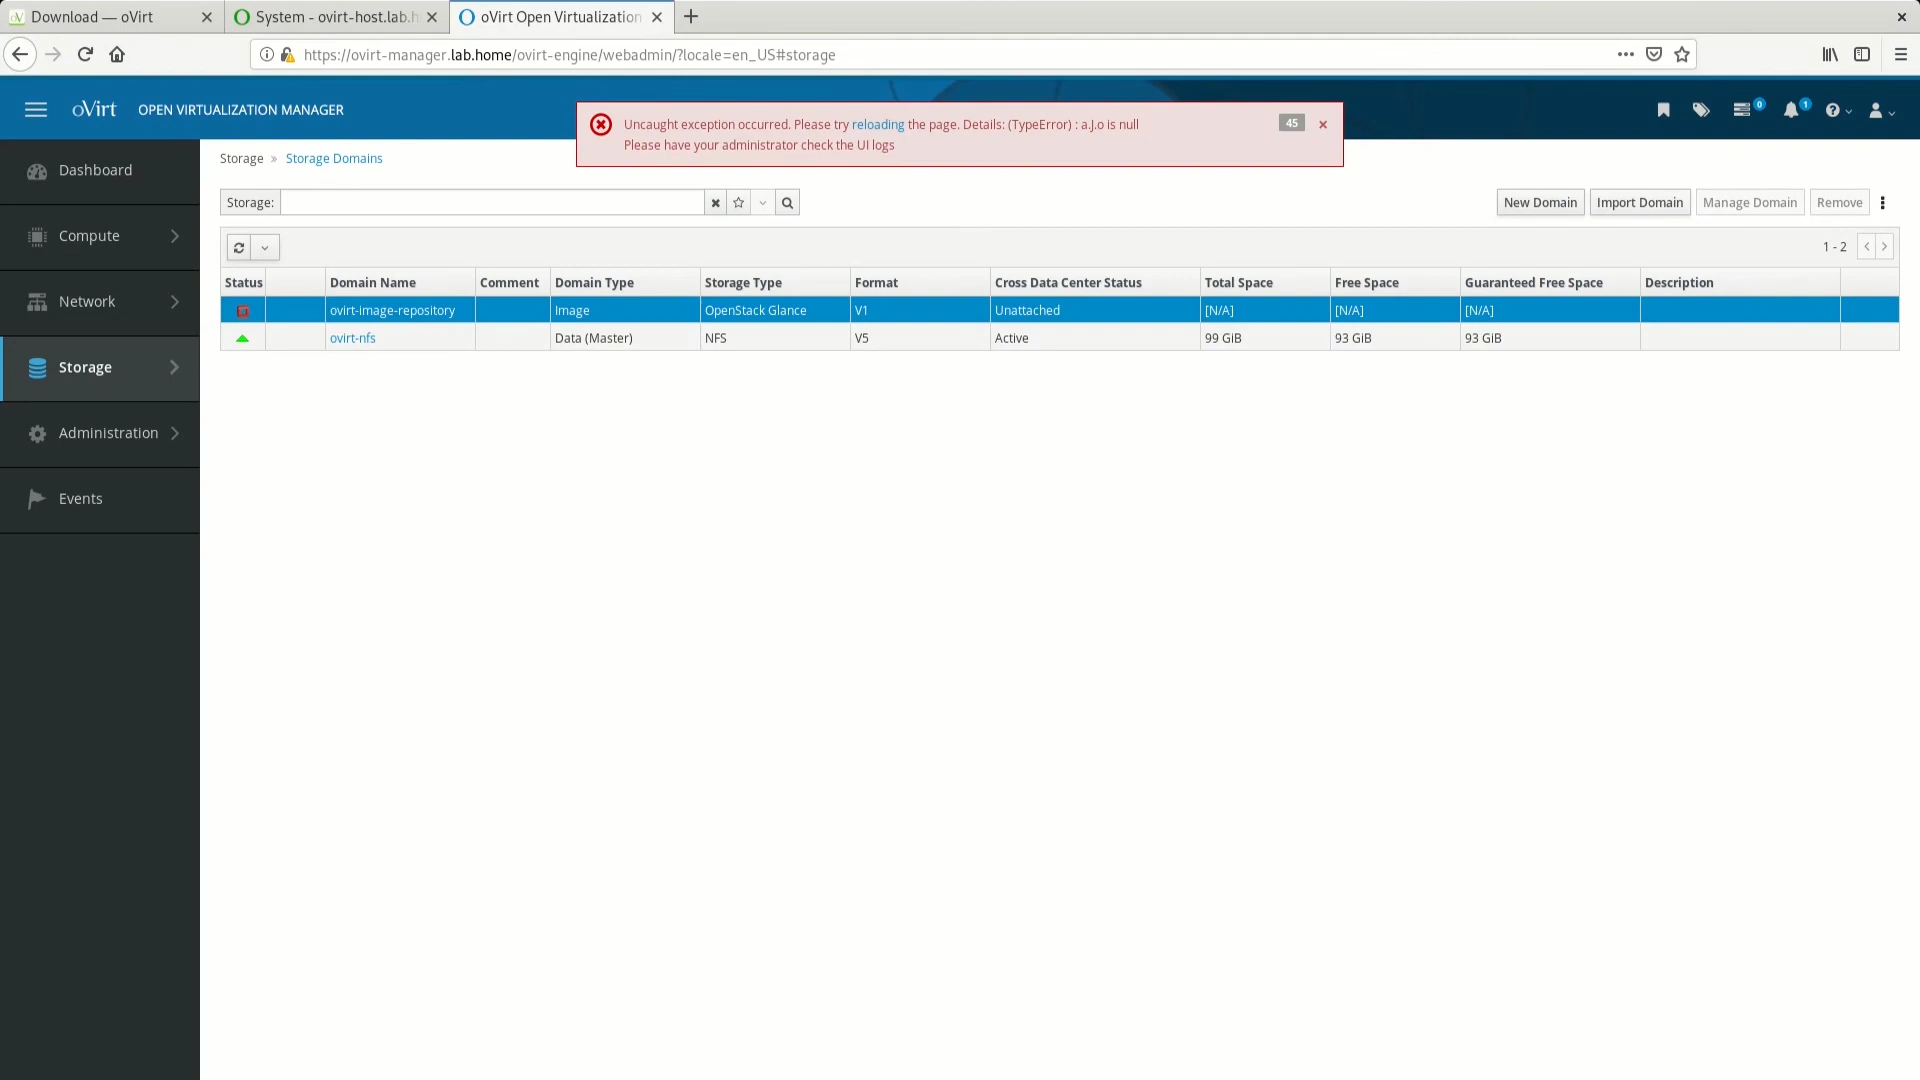 Download — oVirt
System - ovirt-host.lab.h
oVirt Open Virtualization
https://ovirt-manager.lab.home/ovirt-engine/webadmin/?locale=en_US#storage
oVirt OPEN VIRTUALIZATION MANAGER
Uncaught exception occurred. Please try reloading the page. Details: (TypeError) : a.J.o is null
Please have your administrator check the UI logs
45
0
1
Dashboard
Compute
Network
Storage
Administration
Events
Storage » Storage Domains
Storage:
New Domain Import Domain Manage Domain Remove
1 - 2
Status Domain Name Comment Domain Type Storage Type Format Cross Data Center Status Total Space Free Space Guaranteed Free Space Description
ovirt-image-repository Image OpenStack Glance V1 Unattached [N/A] [N/A] [N/A]
ovirt-nfs Data (Master) NFS V5 Active 99 GiB 93 GiB 93 GiB